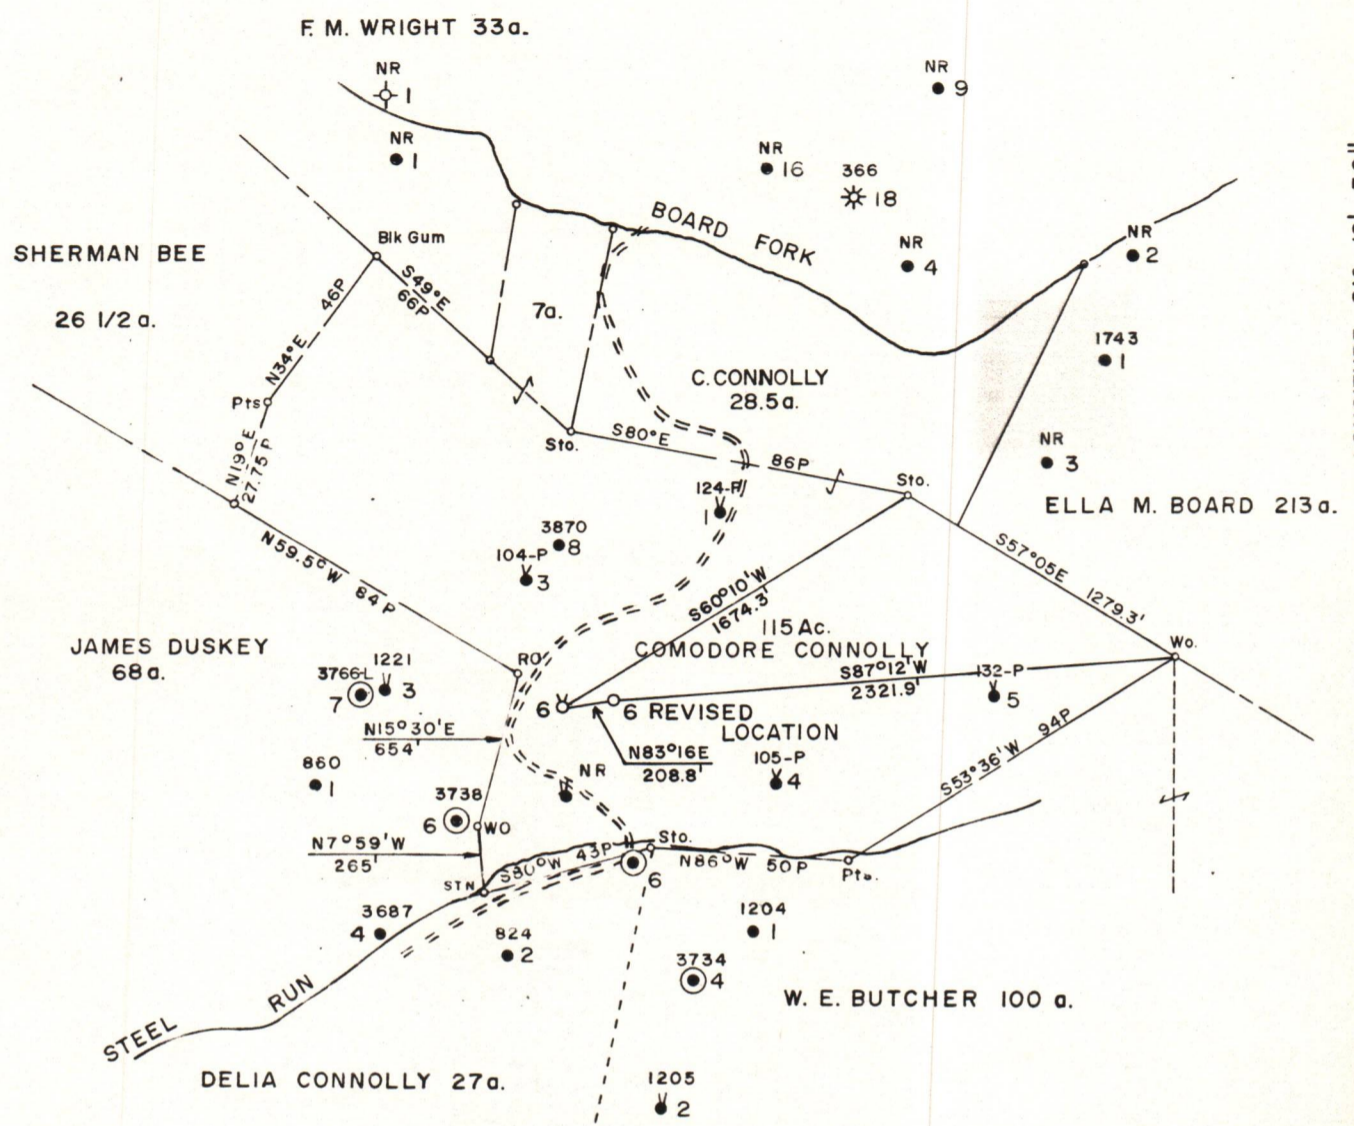 F. M. WRIGHT 33a.
NR
1
NR
1
NR
9
NR
16
366
18
BOARD FORK
NR
4
NR
2
SHERMAN BEE
26 1/2 a.
Blk Gum
S49°E
66P
46P
N34°E
7a.
1743
1
C. CONNOLLY
28.5a.
Pts
N19°E
27.75 P
Sto.
S80°E
86P
NR
3
Sto.
ELLA M. BOARD 213a.
124-P
1
3870
8
104-P
3
N59.5°W
84 P
S57°05E
1279.3'
S60°10'W
1674.3'
115 Ac.
COMODORE CONNOLLY
JAMES DUSKEY
68a.
RO
Wo.
3766-L
7
1221
3
S87°12'W
2321.9'
132-P
5
6
6 REVISED
LOCATION
N15°30'E
654'
N83°16E
208.8'
94P
S53°36'W
105-P
4
NR
860
1
3738
6
WO
N7°59'W
265'
STN
S80°W 43P
Sto.
N86°W 50P
Pts.
6
3687
4
824
2
1204
1
3734
4
W. E. BUTCHER 100 a.
STEEL RUN
DELIA CONNOLLY 27a.
1205
2